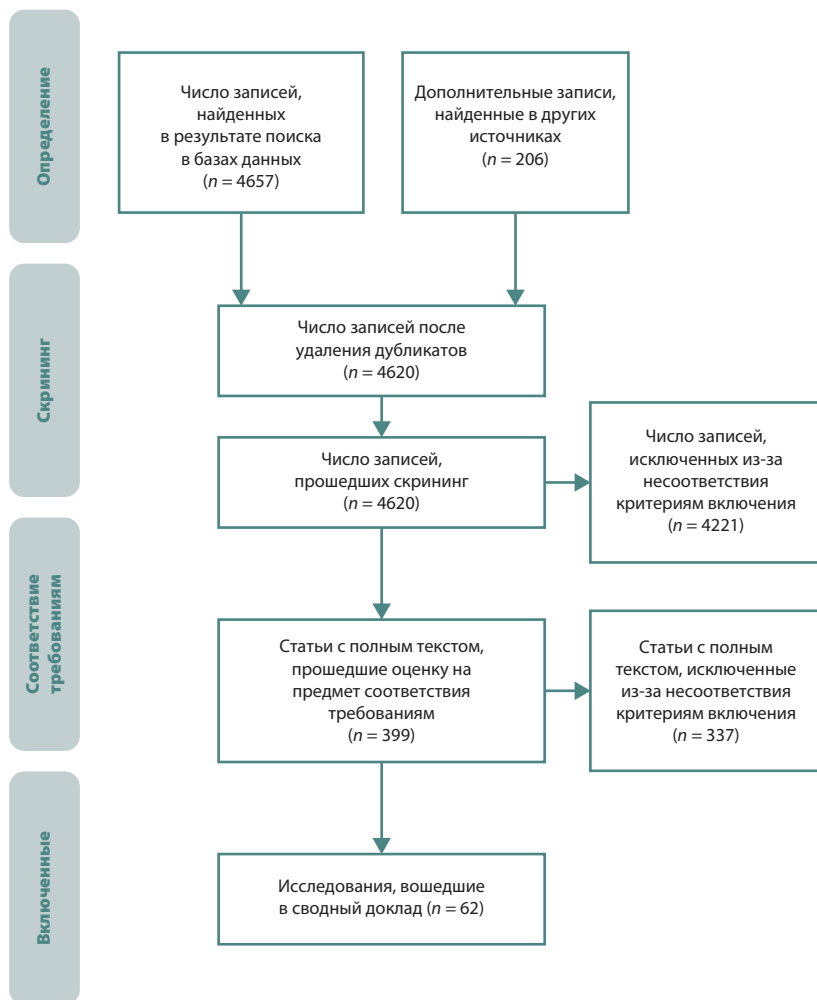 Определение
Число записей,
найденных
в результате поиска
в базах данных
(n = 4657)
Дополнительные записи,
найденные в других
источниках
(n = 206)
Скрининг
Число записей после
удаления дубликатов
(n = 4620)
Число записей,
прошедших скрининг
(n = 4620)
Число записей,
исключенных из-за
несоответствия
критериям включения
(n = 4221)
Соответствие
требованиям
Статьи с полным текстом,
прошедшие оценку на
предмет соответствия
требованиям
(n = 399)
Статьи с полным
текстом, исключенные
из-за несоответствия
критериям включения
(n = 337)
Включенные
Исследования, вошедшие
в сводный доклад (n = 62)